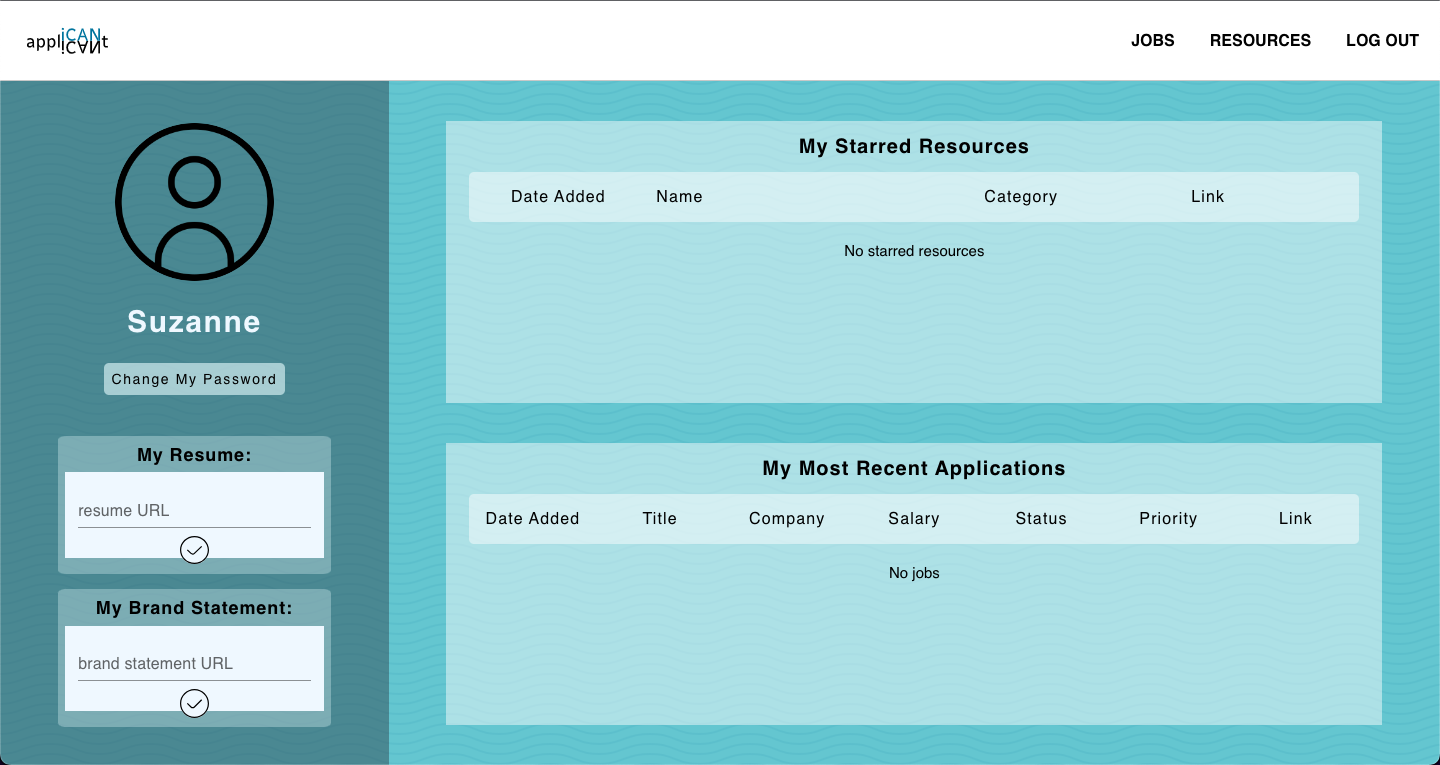 appliCANt
iCAN
JOBS RESOURCES LOG OUT
Suzanne
Change My Password
My Resume:
resume URL
My Brand Statement:
brand statement URL
My Starred Resources
Date Added Name Category Link
No starred resources
My Most Recent Applications
Date Added Title Company Salary Status Priority Link
No jobs